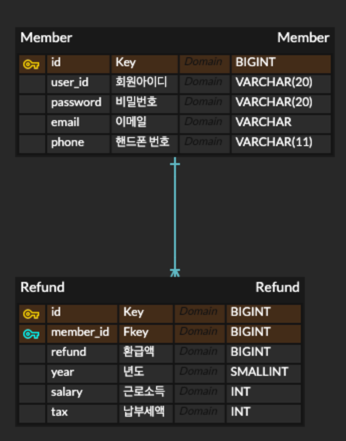 Member Member
id Key Domain BIGINT
user_id 회원아이디 Domain VARCHAR(20)
password 비밀번호 Domain VARCHAR(20)
email 이메일 Domain VARCHAR
phone 핸드폰 번호 Domain VARCHAR(11)
Refund Refund
id Key Domain BIGINT
member_id Fkey Domain BIGINT
refund 환급액 Domain BIGINT
year 년도 Domain SMALLINT
salary 근로소득 Domain INT
tax 납부세액 Domain INT